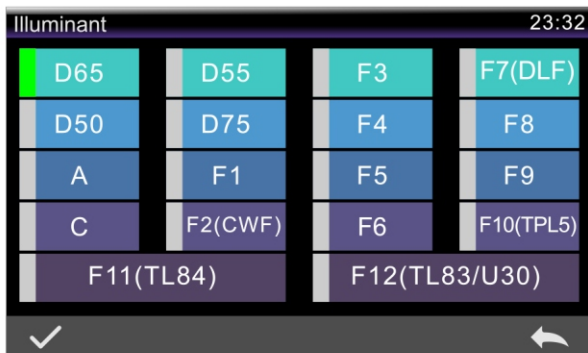 Illuminant 23:32
D65 D55 F3 F7(DLF)
D50 D75 F4 F8
A F1 F5 F9
C F2(CWF) F6 F10(TPL5)
F11(TL84) F12(TL83/U30)